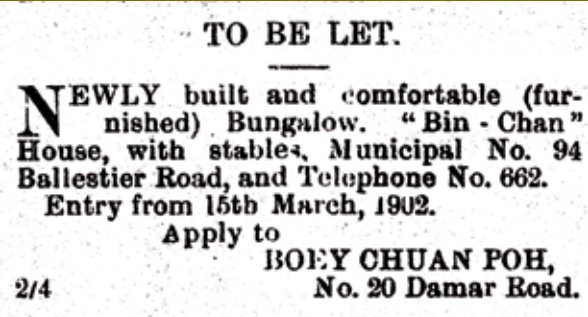 TO BE LET.
NEWLY built and comfortable (fur-
nished) Bungalow. "Bin - Chan"
House, with stables, Municipal No. 94
Ballestier Road, and Telephone No. 662.
Entry from 15th March, 1902.
Apply to
BOEY CHUAN POH,
2/4 No. 20 Damar Road.